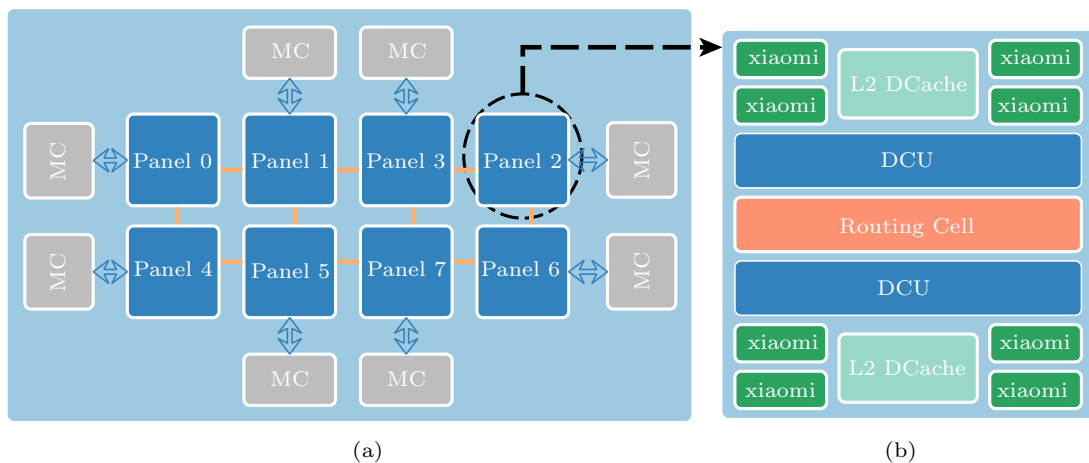 MC MC
MC Panel 0 Panel 1 Panel 3 Panel 2 MC
MC Panel 4 Panel 5 Panel 7 Panel 6 MC
MC MC
(a)
xiaomi L2 DCache xiaomi
xiaomi xiaomi
DCU
Routing Cell
DCU
xiaomi L2 DCache xiaomi
xiaomi xiaomi
(b)